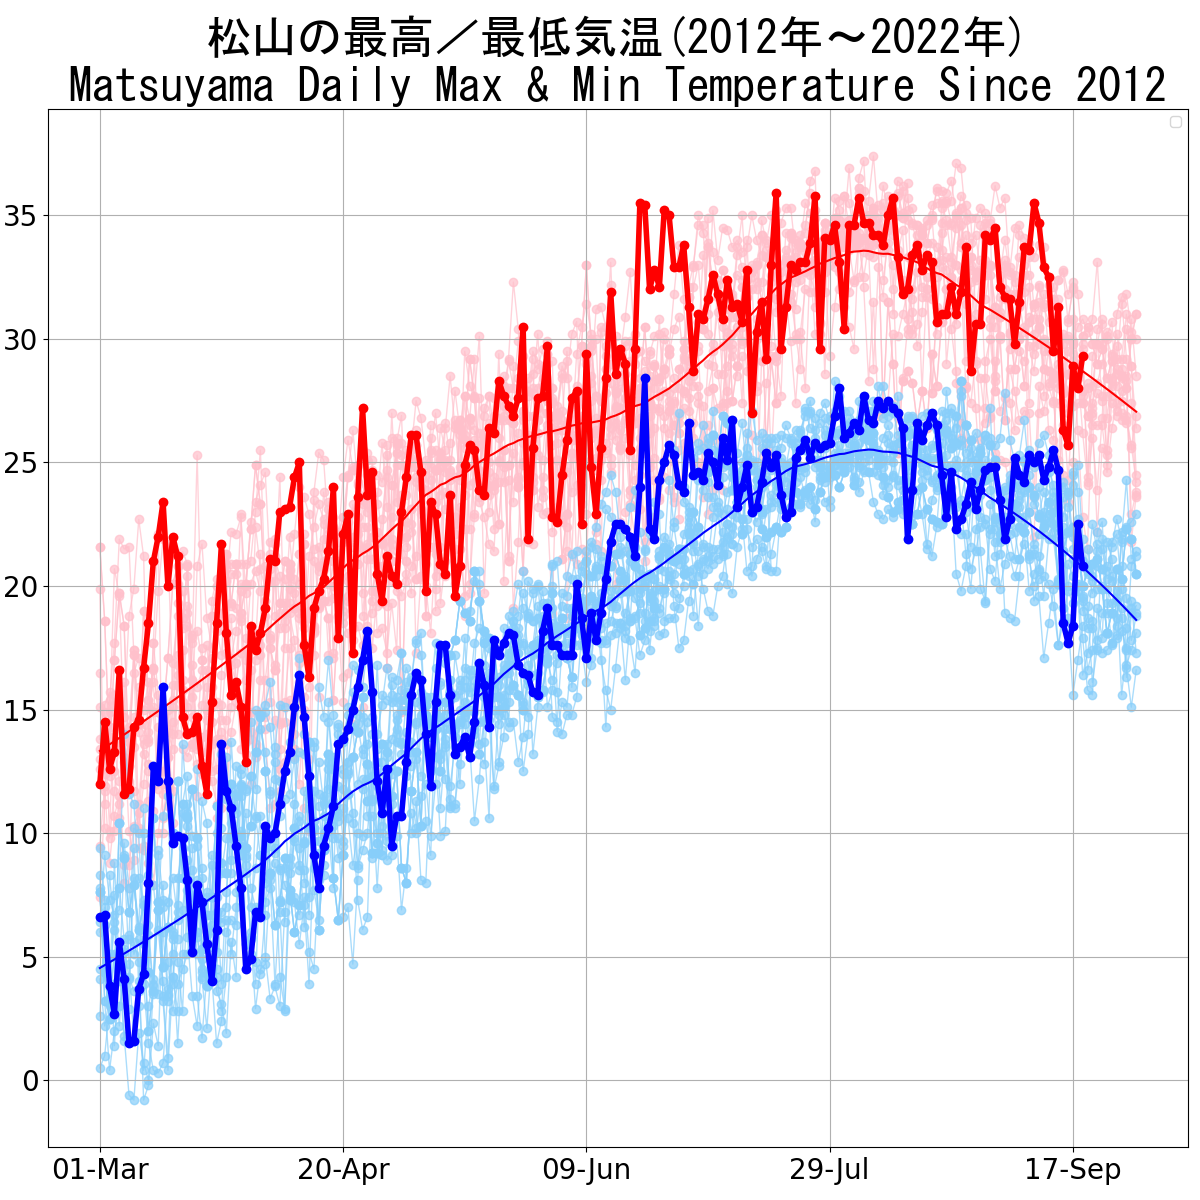 松山の最高／最低気温(2012年～2022年)
Matsuyama Daily Max & Min Temperature Since 2012
35
30
25
20
15
10
5
0
01-Mar 20-Apr 09-Jun 29-Jul 17-Sep